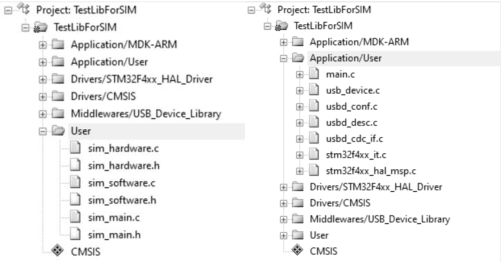 Project: TestLibForSIM
TestLibForSIM
Application/MDK-ARM
Application/User
Drivers/STM32F4xx_HAL_Driver
Drivers/CMSIS
Middlewares/USB_Device_Library
User
sim_hardware.c
sim_hardware.h
sim_software.c
sim_software.h
sim_main.c
sim_main.h
CMSIS
Project: TestLibForSIM
TestLibForSIM
Application/MDK-ARM
Application/User
main.c
usb_device.c
usbd_conf.c
usbd_desc.c
usbd_cdc_if.c
stm32f4xx_it.c
stm32f4xx_hal_msp.c
Drivers/STM32F4xx_HAL_Driver
Drivers/CMSIS
Middlewares/USB_Device_Library
User
CMSIS